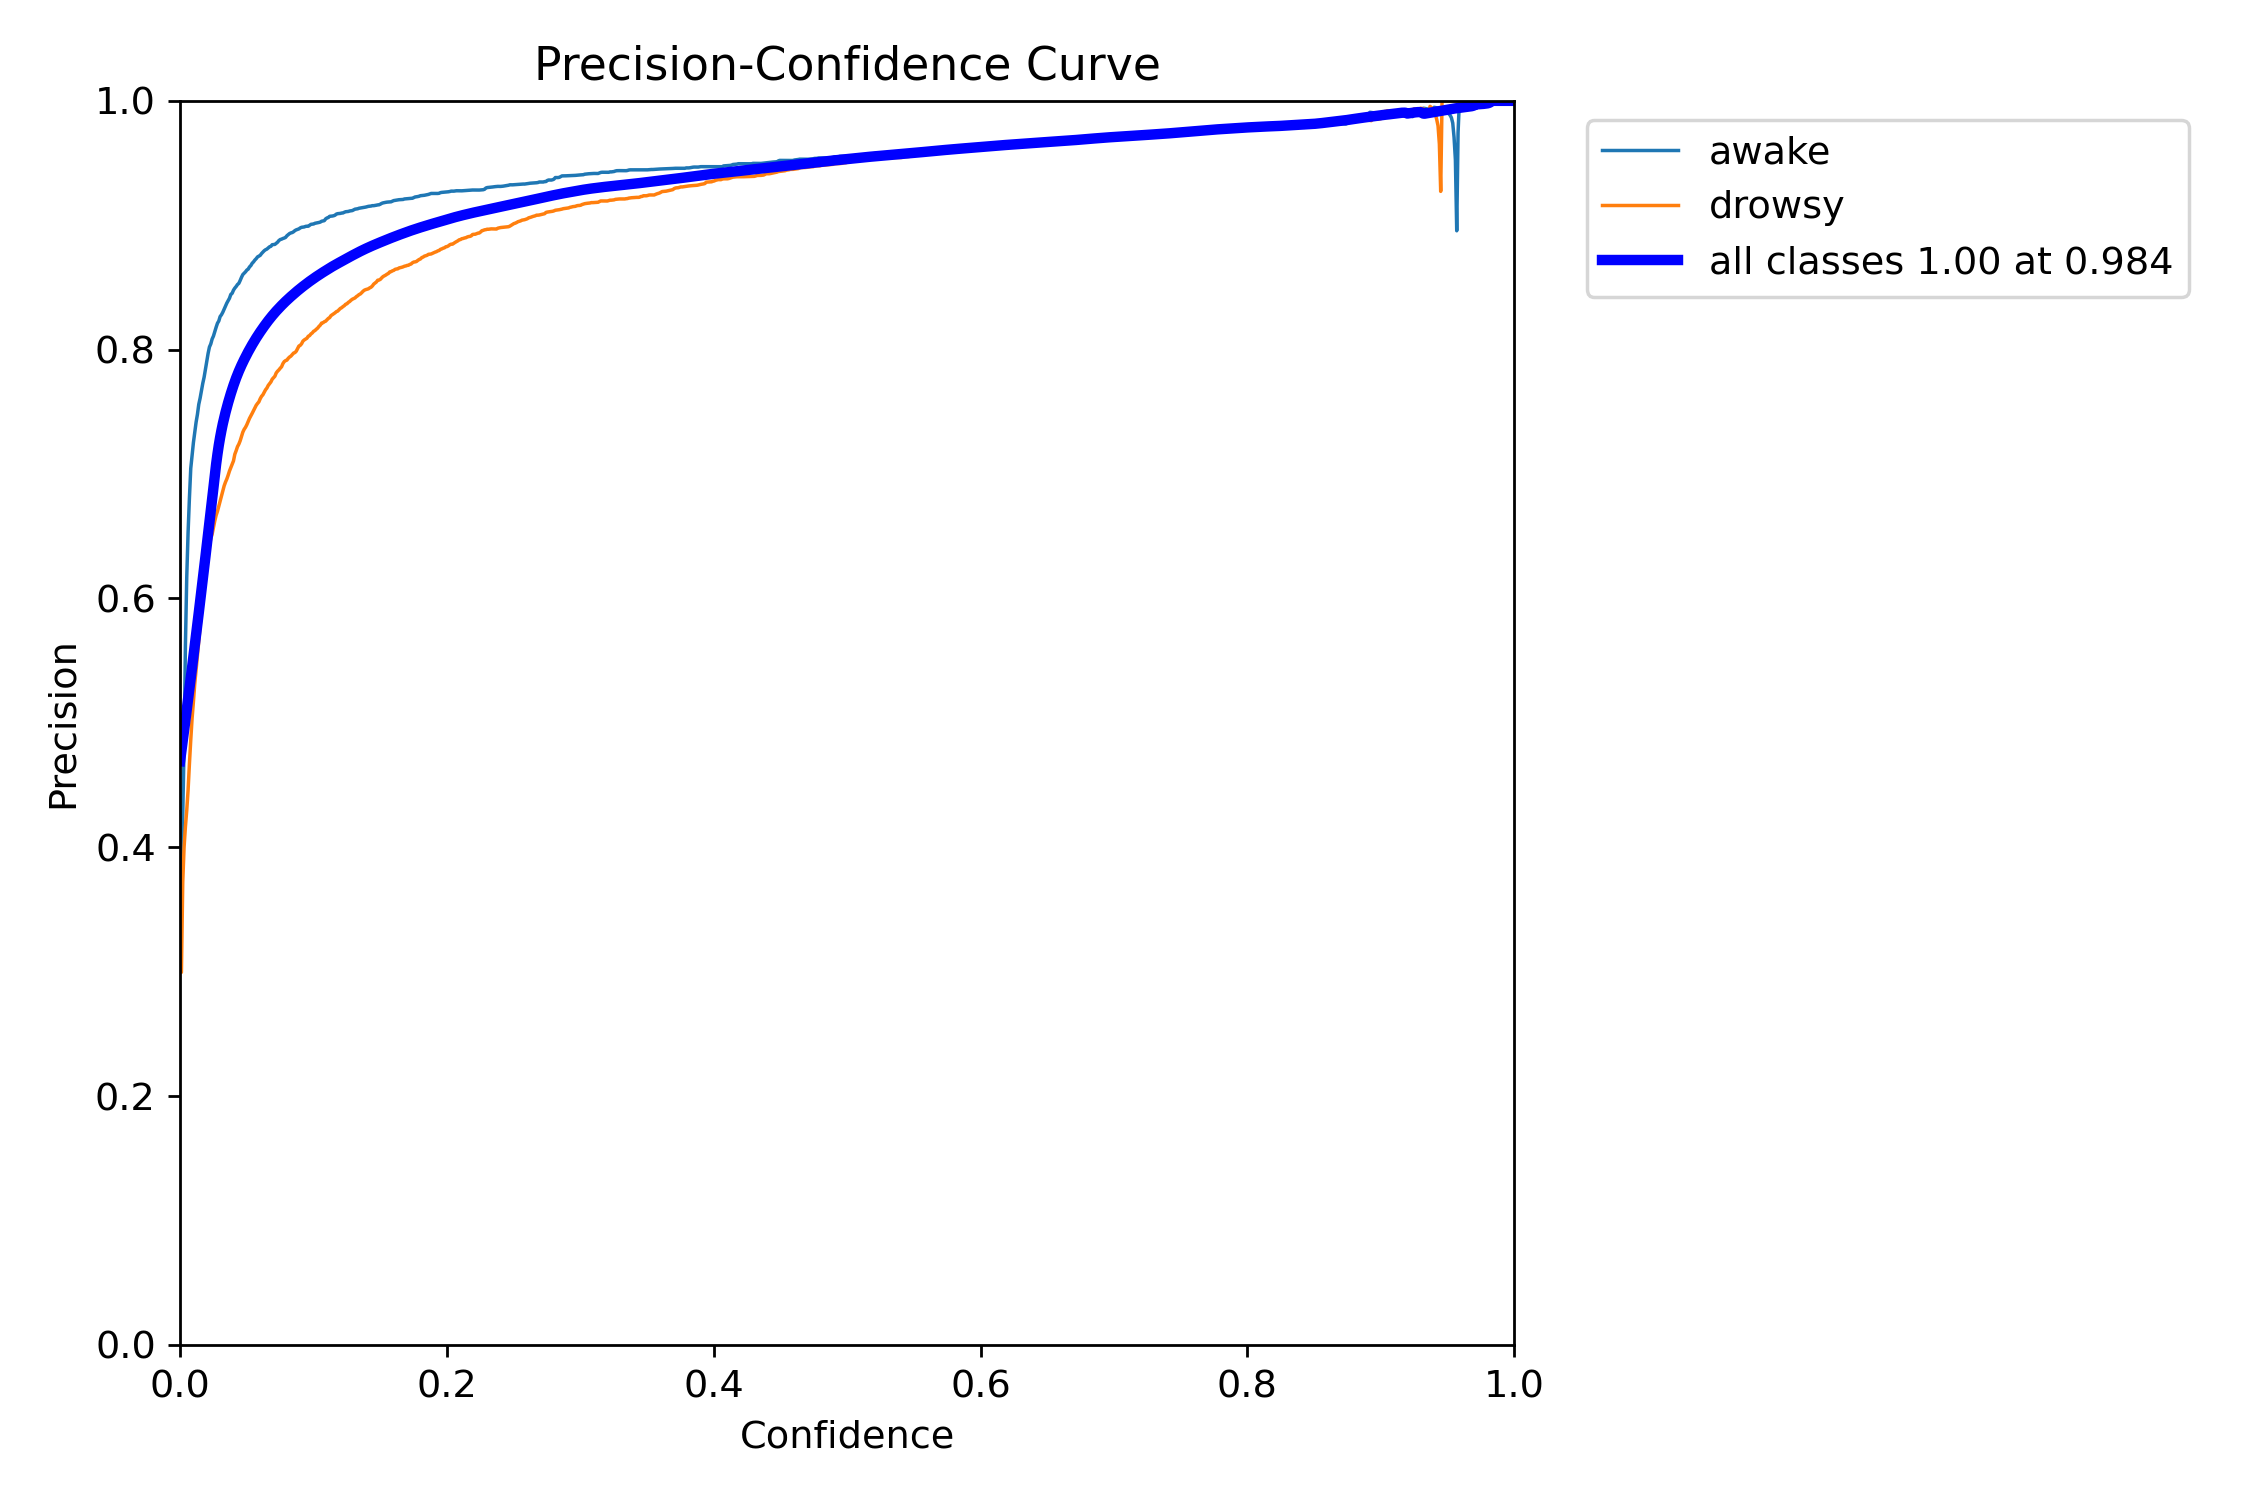 Precision-Confidence Curve
1.0
0.8
0.6
0.4
0.2
0.0
Precision
0.0 0.2 0.4 0.6 0.8 1.0
Confidence
awake
drowsy
all classes 1.00 at 0.984